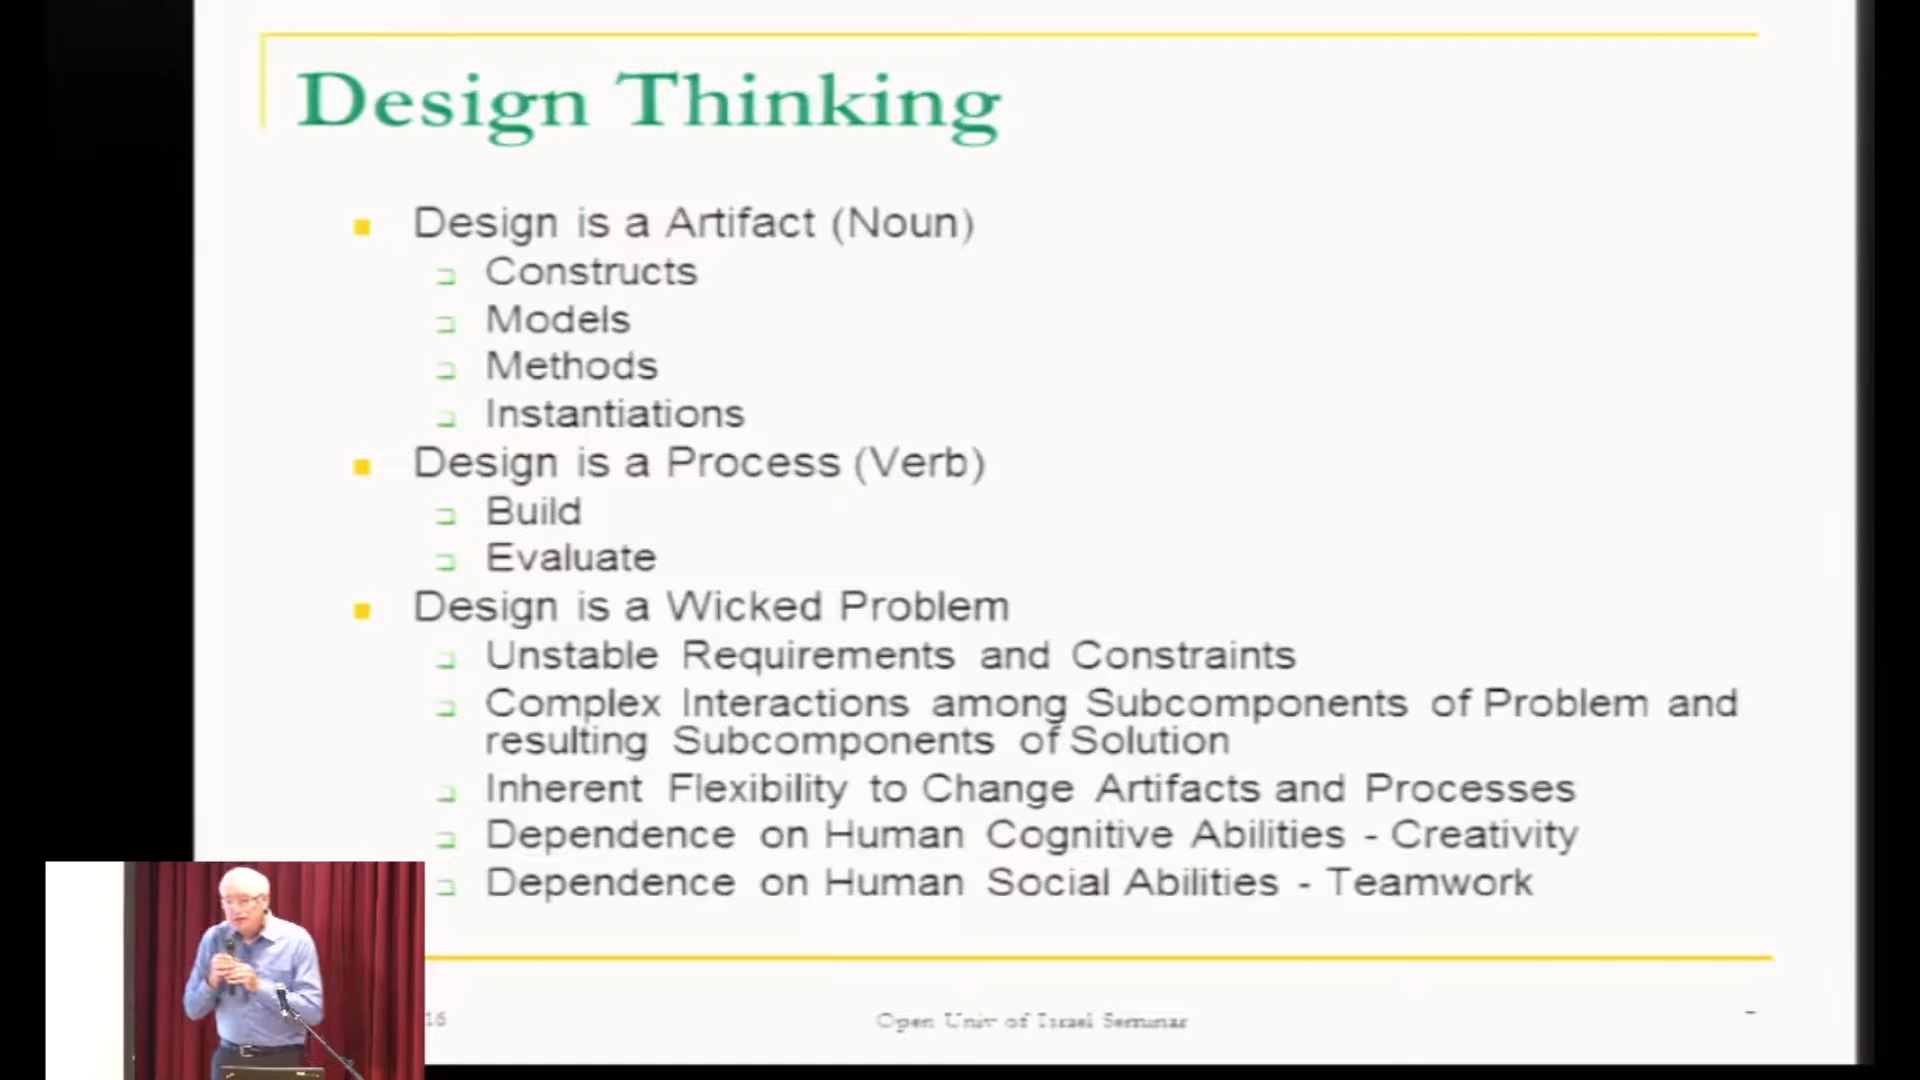 Design Thinking
Design is a Artifact (Noun)
Constructs
Models
Methods
Instantiations
Design is a Process (Verb)
Build
Evaluate
Design is a Wicked Problem
Unstable Requirements and Constraints
Complex Interactions among Subcomponents of Problem and
resulting Subcomponents of Solution
Inherent Flexibility to Change Artifacts and Processes
Dependence on Human Cognitive Abilities - Creativity
Dependence on Human Social Abilities - Teamwork
16
Open Univ of Israel Seminar